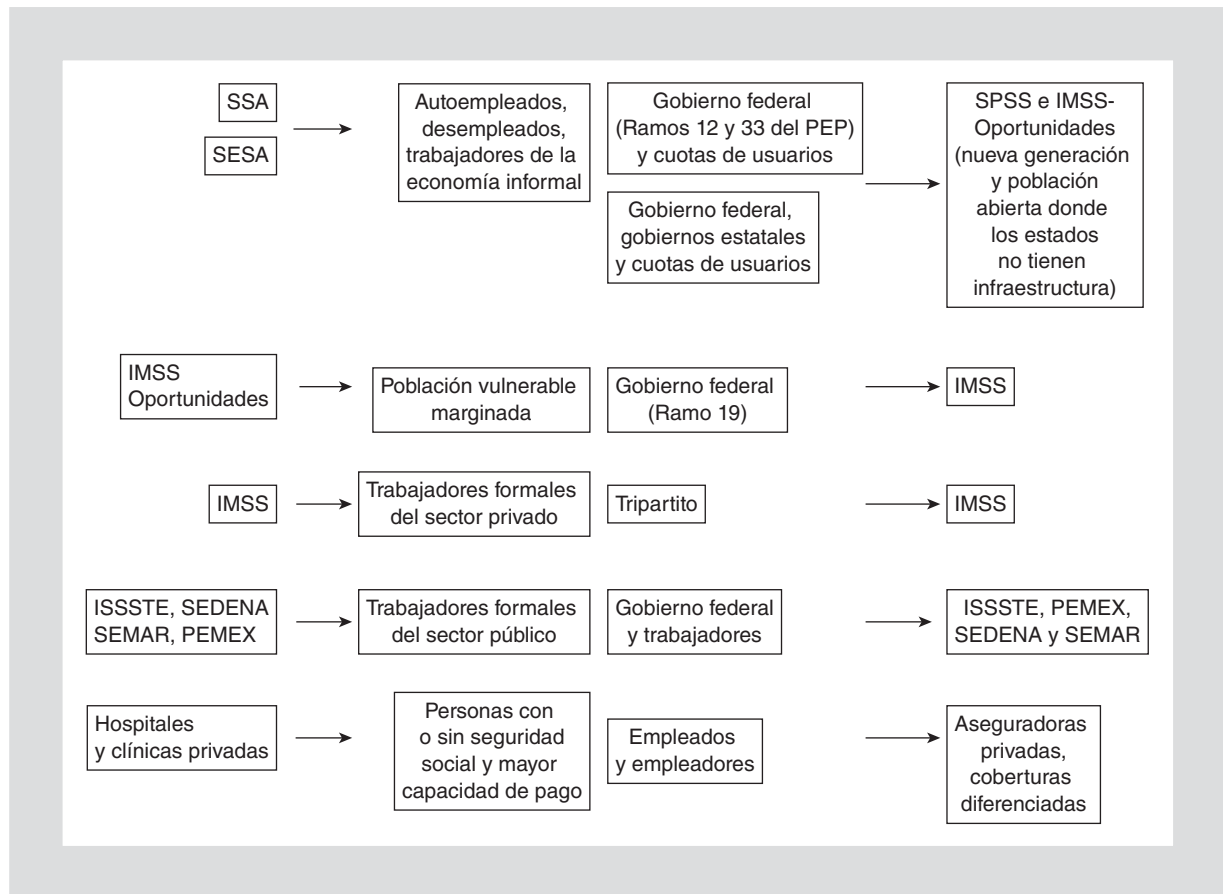 SSA
SESA
Autoempleados,
desempleados,
trabajadores de la
economía informal
Gobierno federal
(Ramos 12 y 33 del PEP)
y cuotas de usuarios
Gobierno federal,
gobiernos estatales
y cuotas de usuarios
SPSS e IMSS-
Oportunidades
(nueva generación
y población
abierta donde
los estados
no tienen
infraestructura)
IMSS
Oportunidades
Población vulnerable
marginada
Gobierno federal
(Ramo 19)
IMSS
IMSS
Trabajadores formales
del sector privado
Tripartito
IMSS
ISSSTE, SEDENA
SEMAR, PEMEX
Trabajadores formales
del sector público
Gobierno federal
y trabajadores
ISSSTE, PEMEX,
SEDENA y SEMAR
Hospitales
y clínicas privadas
Personas con
o sin seguridad
social y mayor
capacidad de pago
Empleados
y empleadores
Aseguradoras
privadas,
coberturas
diferenciadas